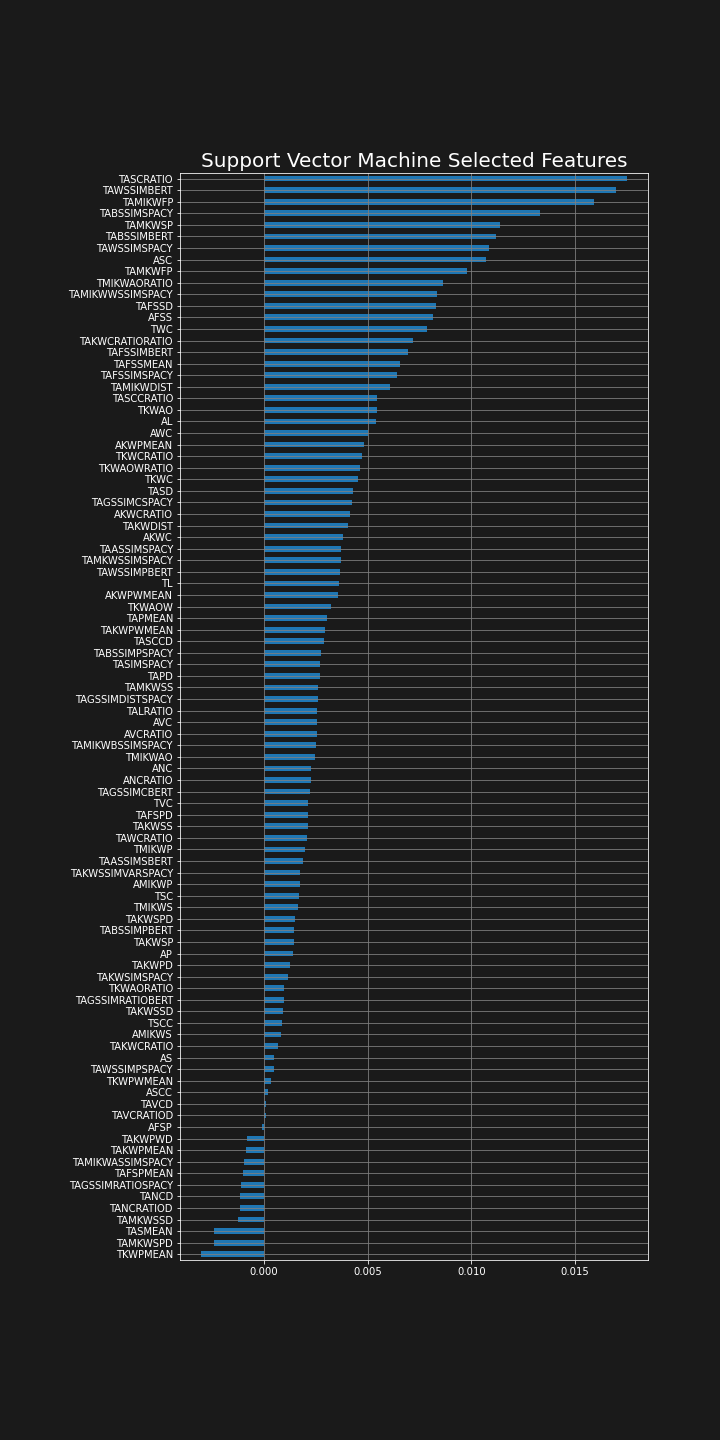 Support Vector Machine Selected Features
TASCRATIO
TAWSSIMBERT
TAMIKWFP
TABSSIMSPACY
TAMKWSP
TABSSIMBERT
TAWSSIMSPACY
ASC
TAMKWFP
TMIKWAORATIO
TAMIKWWSSIMSPACY
TAFSSD
AFSS
TWC
TAKWCRATIORATIO
TAFSSIMBERT
TAFSSMEAN
TAFSSIMSPACY
TAMIKWDIST
TASCCRATIO
TKWAO
AL
AWC
AKWPMEAN
TKWCRATIO
TKWAOWRATIO
TKWC
TASD
TAGSSIMCSPACY
AKWCRATIO
TAKWDIST
AKWC
TAASSIMSPACY
TAMKWSSIMSPACY
TAWSSIMPBERT
TL
AKWPWMEAN
TKWAOW
TAPMEAN
TAKWPWMEAN
TASCCD
TABSSIMPSPACY
TASIMSPACY
TAPD
TAMKWSS
TAGSSIMDISTSPACY
TALRATIO
AVC
AVCRATIO
TAMIKWBSSIMSPACY
TMIKWAO
ANC
ANCRATIO
TAGSSIMCBERT
TVC
TAFSPD
TAKWSS
TAWCRATIO
TMIKWP
TAASSIMSBERT
TAKWSSIMVARSPACY
AMIKWP
TSC
TMIKWS
TAKWSPD
TABSSIMPBERT
TAKWSP
AP
TAKWPD
TAKWSIMSPACY
TKWAORATIO
TAGSSIMRATIOBERT
TAKWSSD
TSCC
AMIKWS
TAKWCRATIO
AS
TAWSSIMPSPACY
TKWPWMEAN
ASCC
TAVCD
TAVCRATIOD
AFSP
TAKWPWD
TAKWPMEAN
TAMIKWASSIMSPACY
TAFSPMEAN
TAGSSIMRATIOSPACY
TANCD
TANCRATIOD
TAMKWSSD
TASMEAN
TAMKWSPD
TKWPMEAN
0.000 0.005 0.010 0.015